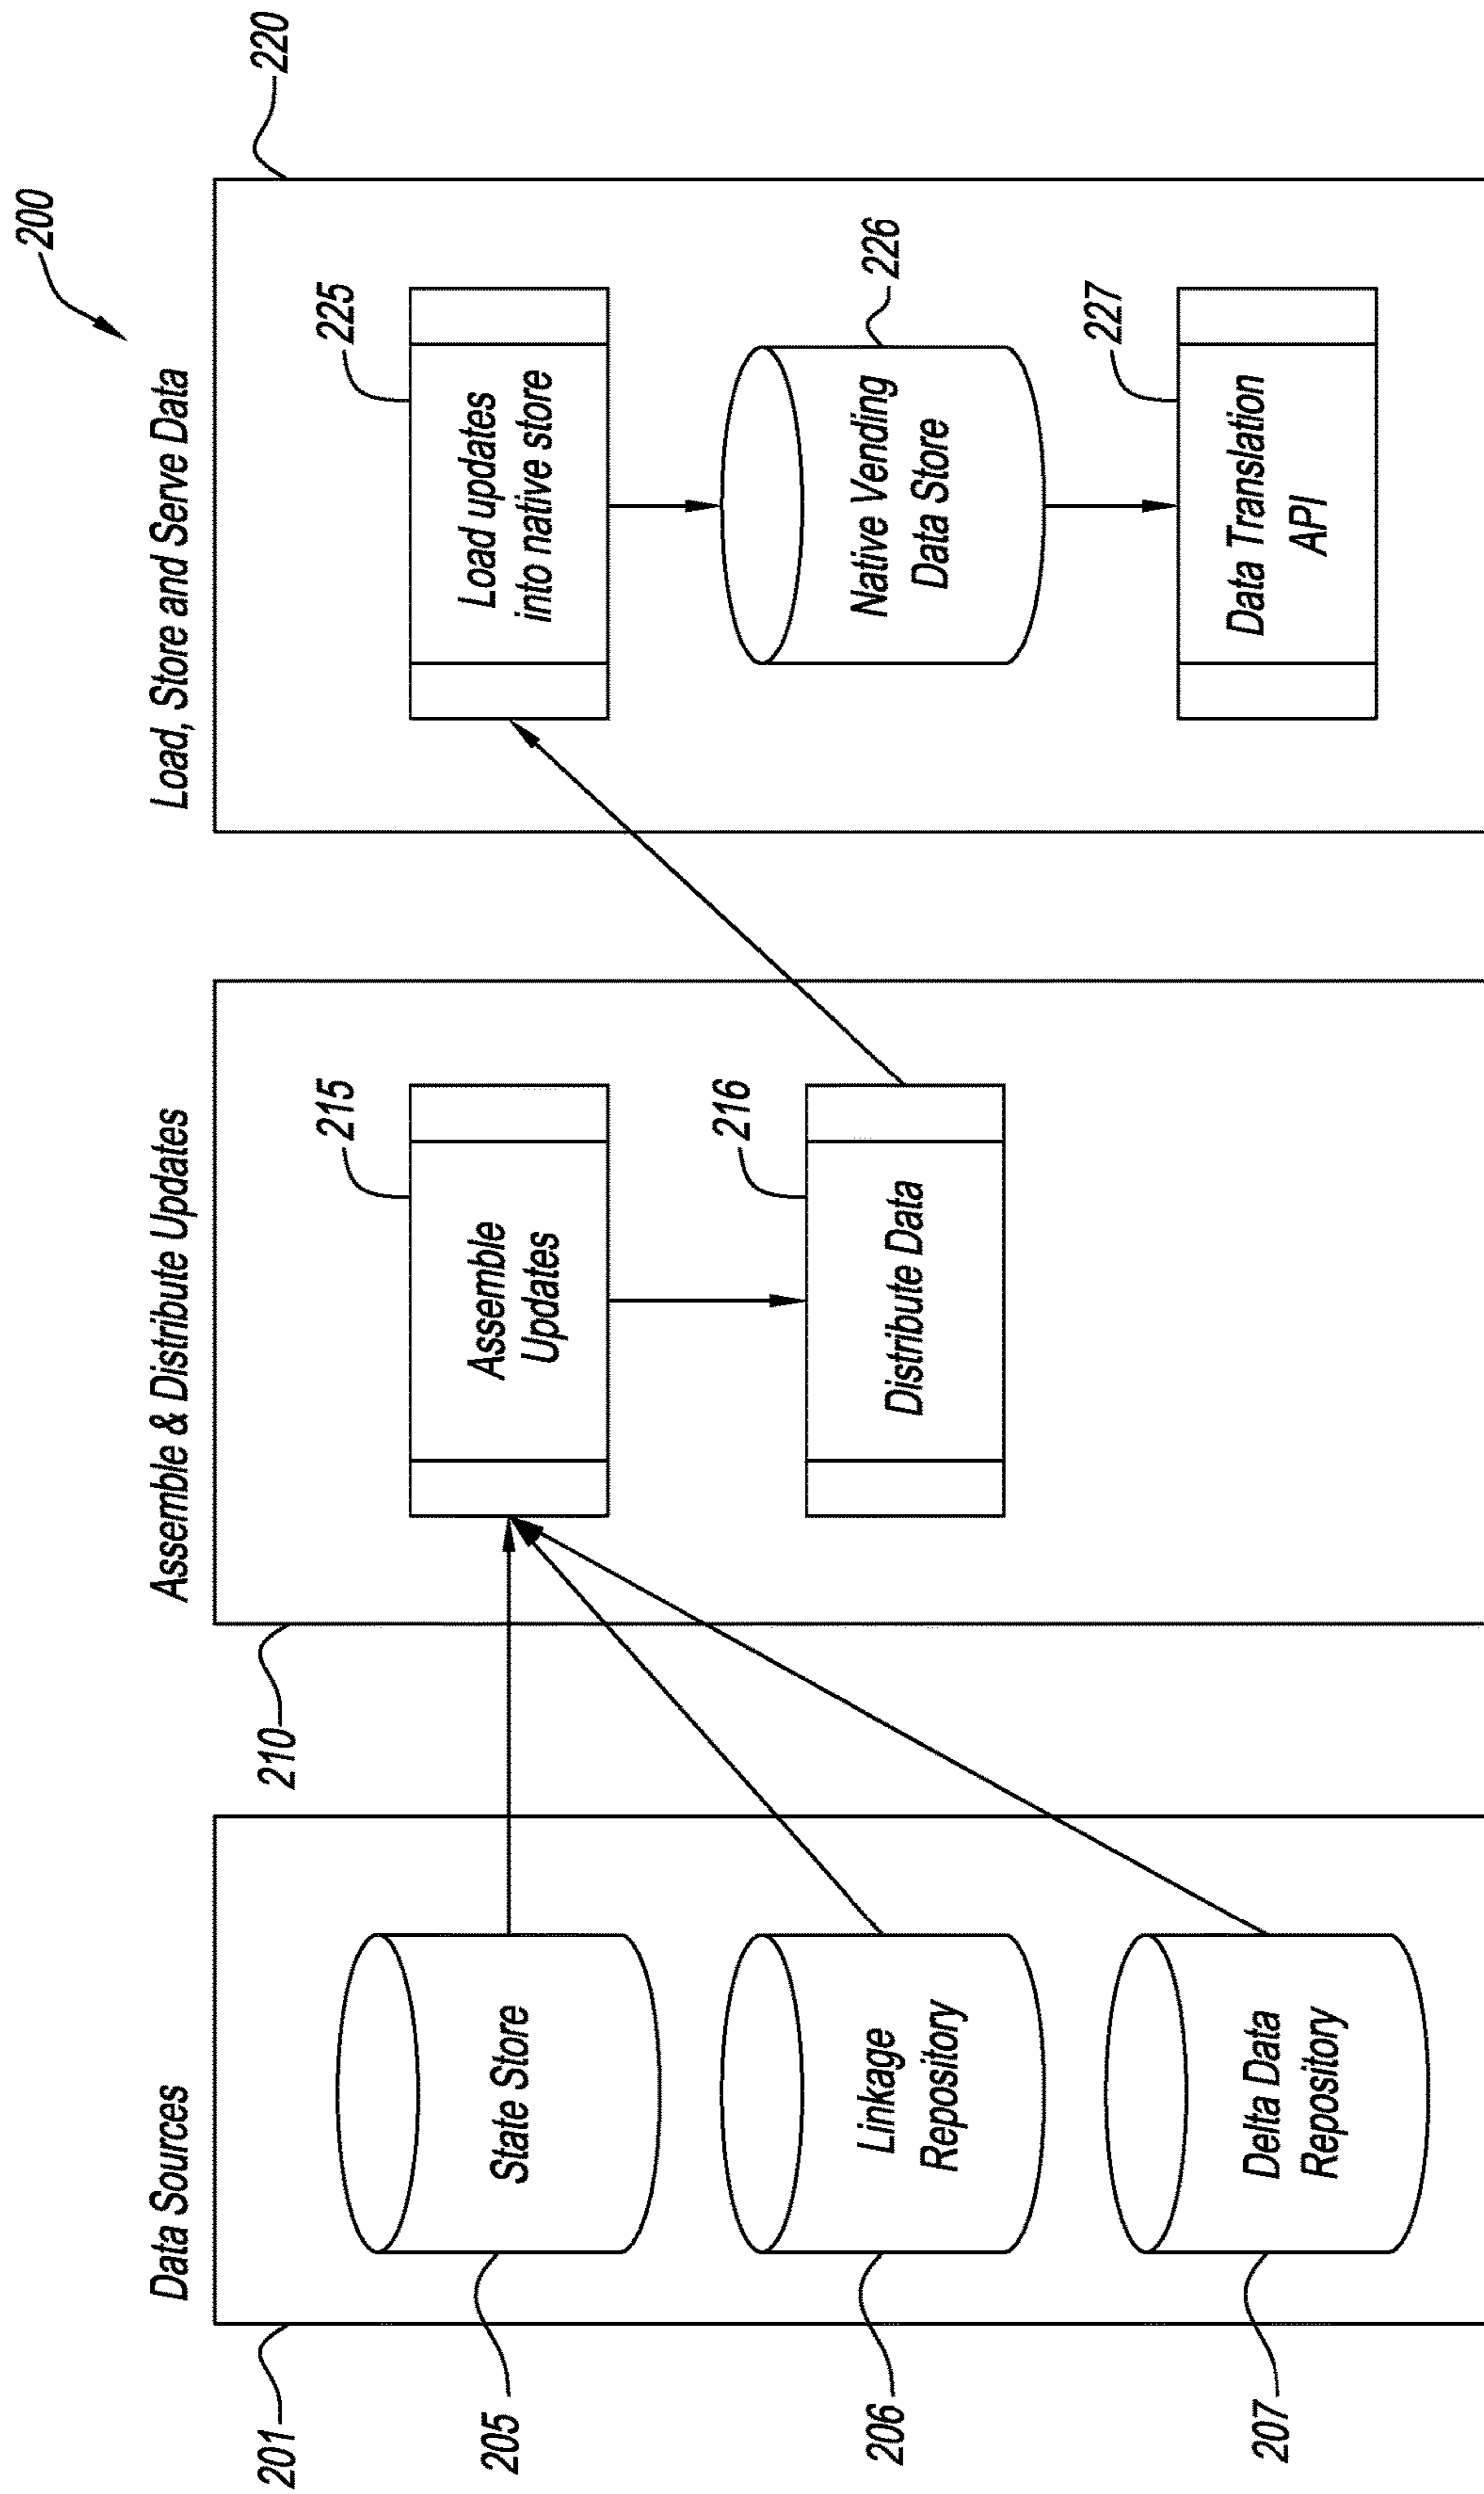 200
Data Sources
Assemble & Distribute Updates
Load, Store and Serve Data
201
210
220
205
State Store
215
Assemble
Updates
225
Load updates
into native store
206
Linkage
Repository
216
Distribute Data
226
Native Vending
Data Store
207
Delta Data
Repository
227
Data Translation
API